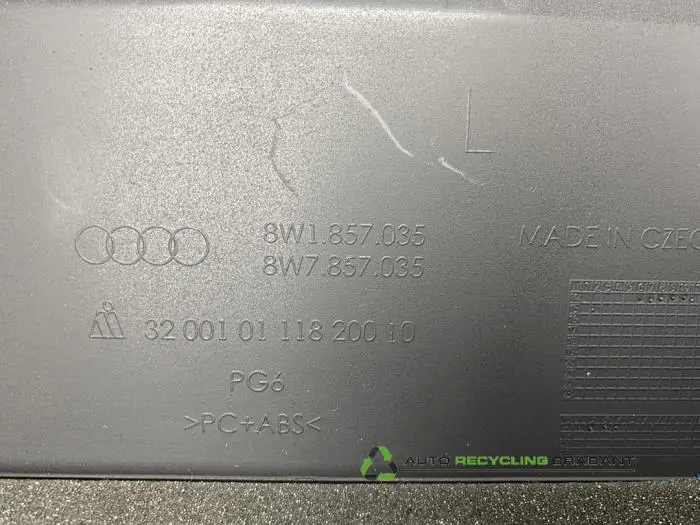 L
8W1.857.035
8W7.857.035
MADE IN CZEC
32 001 01 118 200 10
PG6
>PC+ABS<
AUTO RECYCLING BRABANT